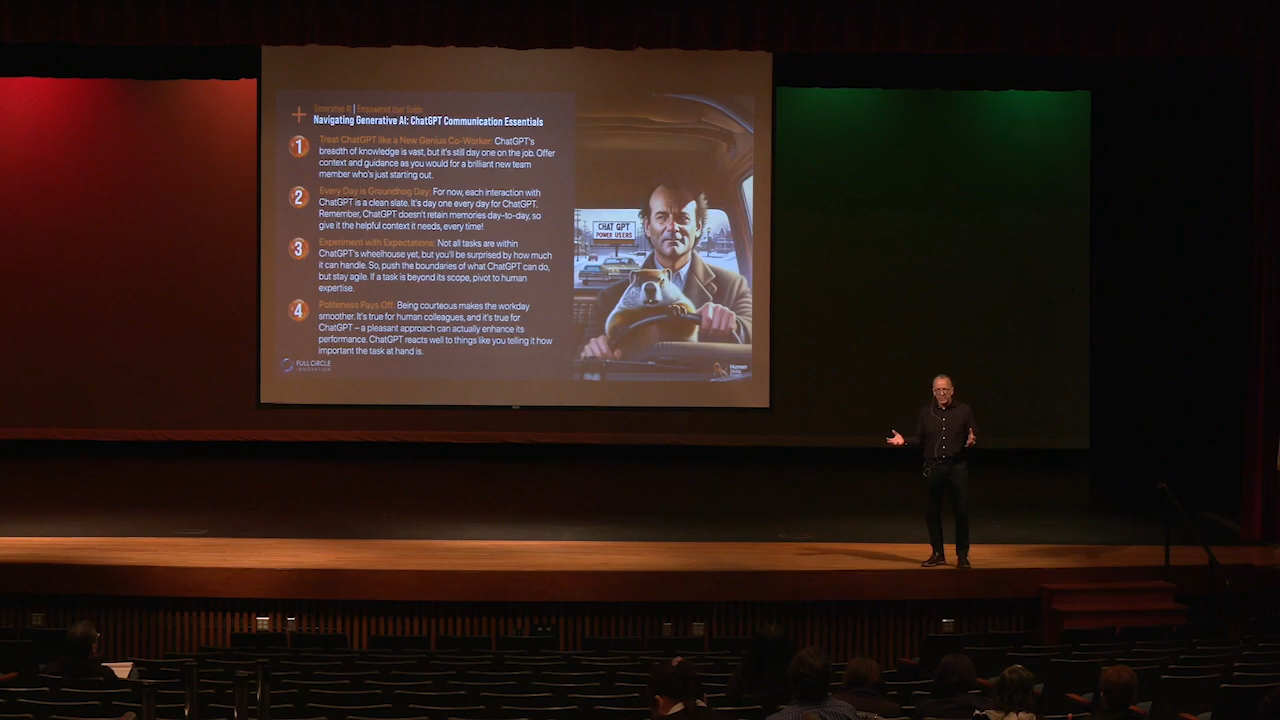 Generative AI | Empowered User Guide:
Navigating Generative AI: ChatGPT Communication Essentials
1
Treat ChatGPT like a New Genius Co-Worker: ChatGPT's
breadth of knowledge is vast, but it's still day one on the job. Offer
context and guidance as you would for a brilliant new team
member who's just starting out.
2
Every Day is Groundhog Day: For now, each interaction with
ChatGPT is a clean slate. It's day one every day for ChatGPT.
Remember, ChatGPT doesn't retain memories day-to-day, so
give it the helpful context it needs, every time!
3
Experiment with Expectations: Not all tasks are within
ChatGPT's wheelhouse yet, but you'll be surprised by how much
it can handle. So, push the boundaries of what ChatGPT can do,
but stay agile. If a task is beyond its scope, pivot to human
expertise.
4
Politeness Pays Off: Being courteous makes the workday
smoother. It's true for human colleagues, and it's true for
ChatGPT – a pleasant approach can actually enhance its
performance. ChatGPT reacts well to things like you telling it how
important the task at hand is.
FULL CIRCLE
INNOVATION
CHAT GPT
POWER USERS
Human